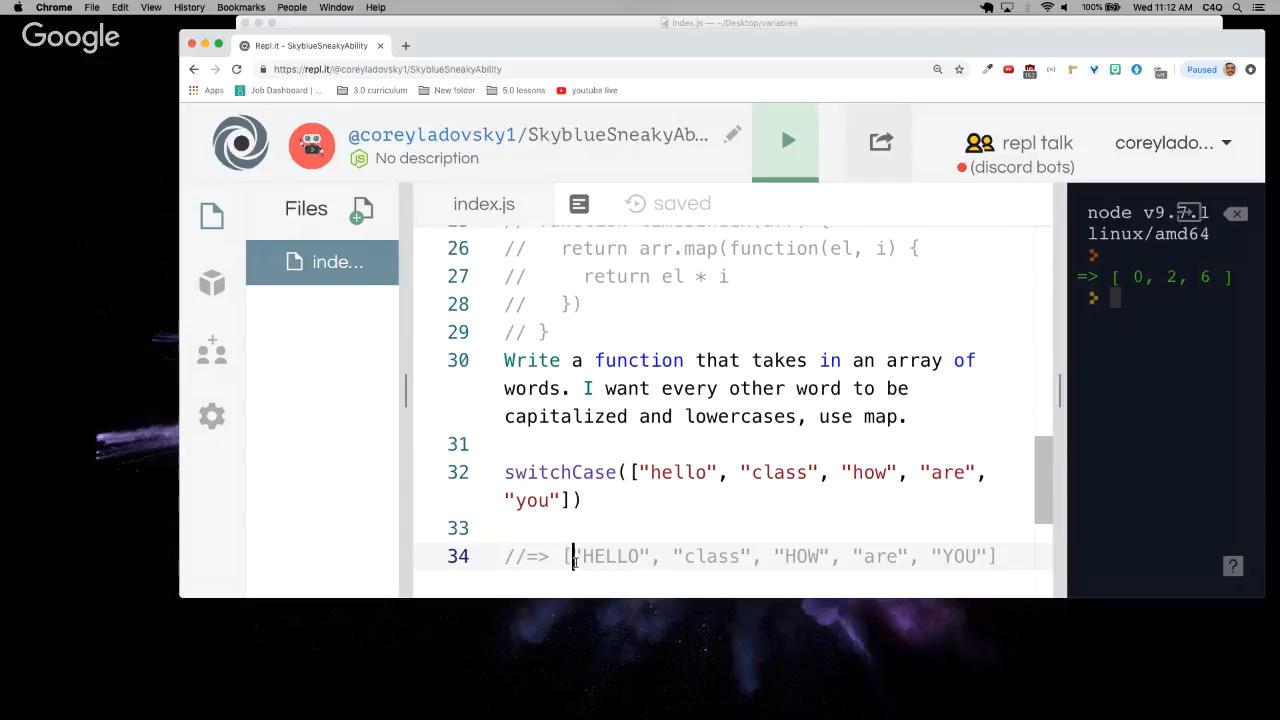 Chrome File Edit View History Bookmarks People Window Help 100% Wed Nov 7 11:12 AM C4Q
Index.js — ~/Desktop/variables
Google
Repl.it - SkyblueSneakyAbility
https://repl.it/@coreyladovsky1/SkyblueSneakyAbility
Paused
Apps Job Dashboard | ... 3.0 curriculum New folder 5.0 lessons youtube live
@coreyladovsky1/SkyblueSneakyAb...
No description
repl talk
(discord bots)
coreylado...
Files
index.js
saved
inde...
26 // return arr.map(function(el, i) {
27 // return el * i
28 // })
29 // }
30 Write a function that takes in an array of
words. I want every other word to be
capitalized and lowercases, use map.
31
32 switchCase(["hello", "class", "how", "are",
"you"])
33
34 //=> ["HELLO", "class", "HOW", "are", "YOU"]
linux/amd64
=> [ 0, 2, 6 ]
?